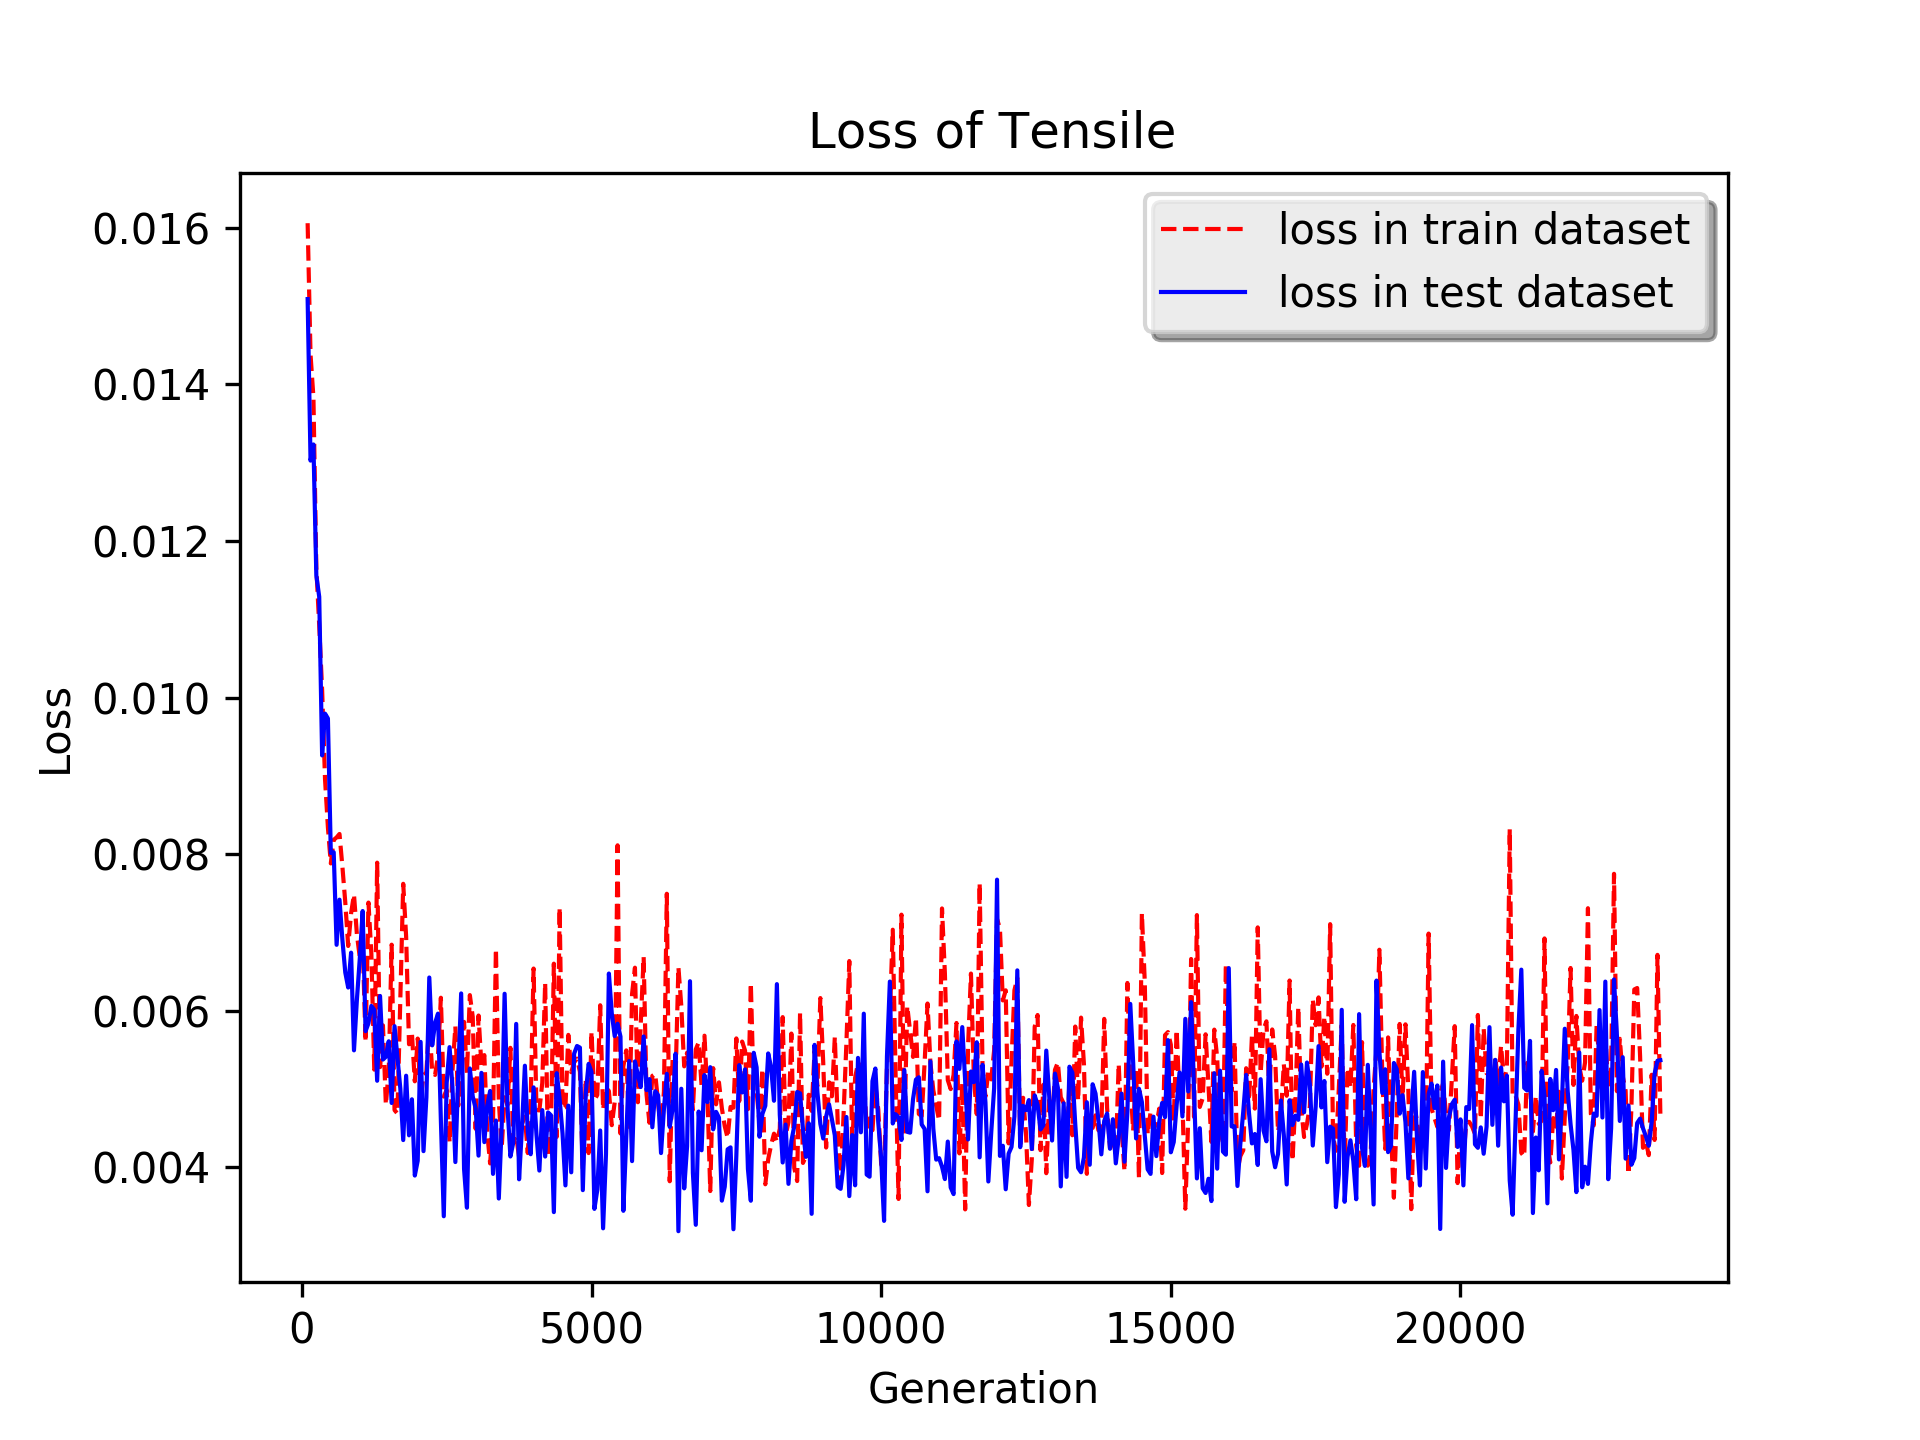 Loss of Tensile
loss in train dataset
loss in test dataset
0.016
0.014
0.012
0.010
0.008
0.006
0.004
Loss
0 5000 10000 15000 20000
Generation